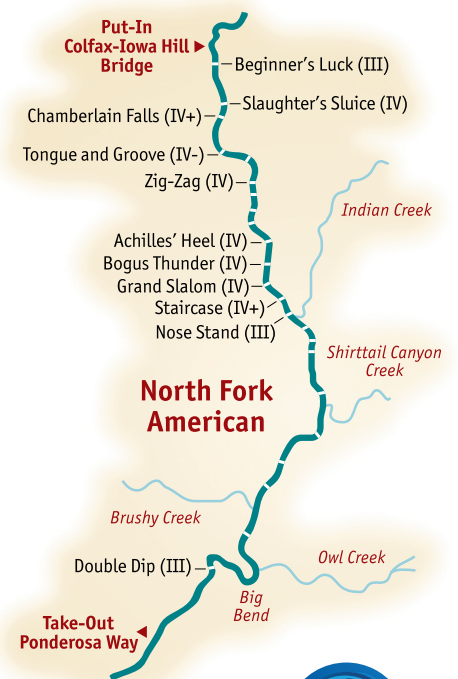 Put-In
Colfax-Iowa Hill
Bridge
Beginner's Luck (III)
Slaughter's Sluice (IV)
Chamberlain Falls (IV+)
Tongue and Groove (IV-)
Zig-Zag (IV)
Indian Creek
Achilles' Heel (IV)
Bogus Thunder (IV)
Grand Slalom (IV)
Staircase (IV+)
Nose Stand (III)
Shirttail Canyon
Creek
North Fork
American
Brushy Creek
Owl Creek
Double Dip (III)
Big
Bend
Take-Out
Ponderosa Way